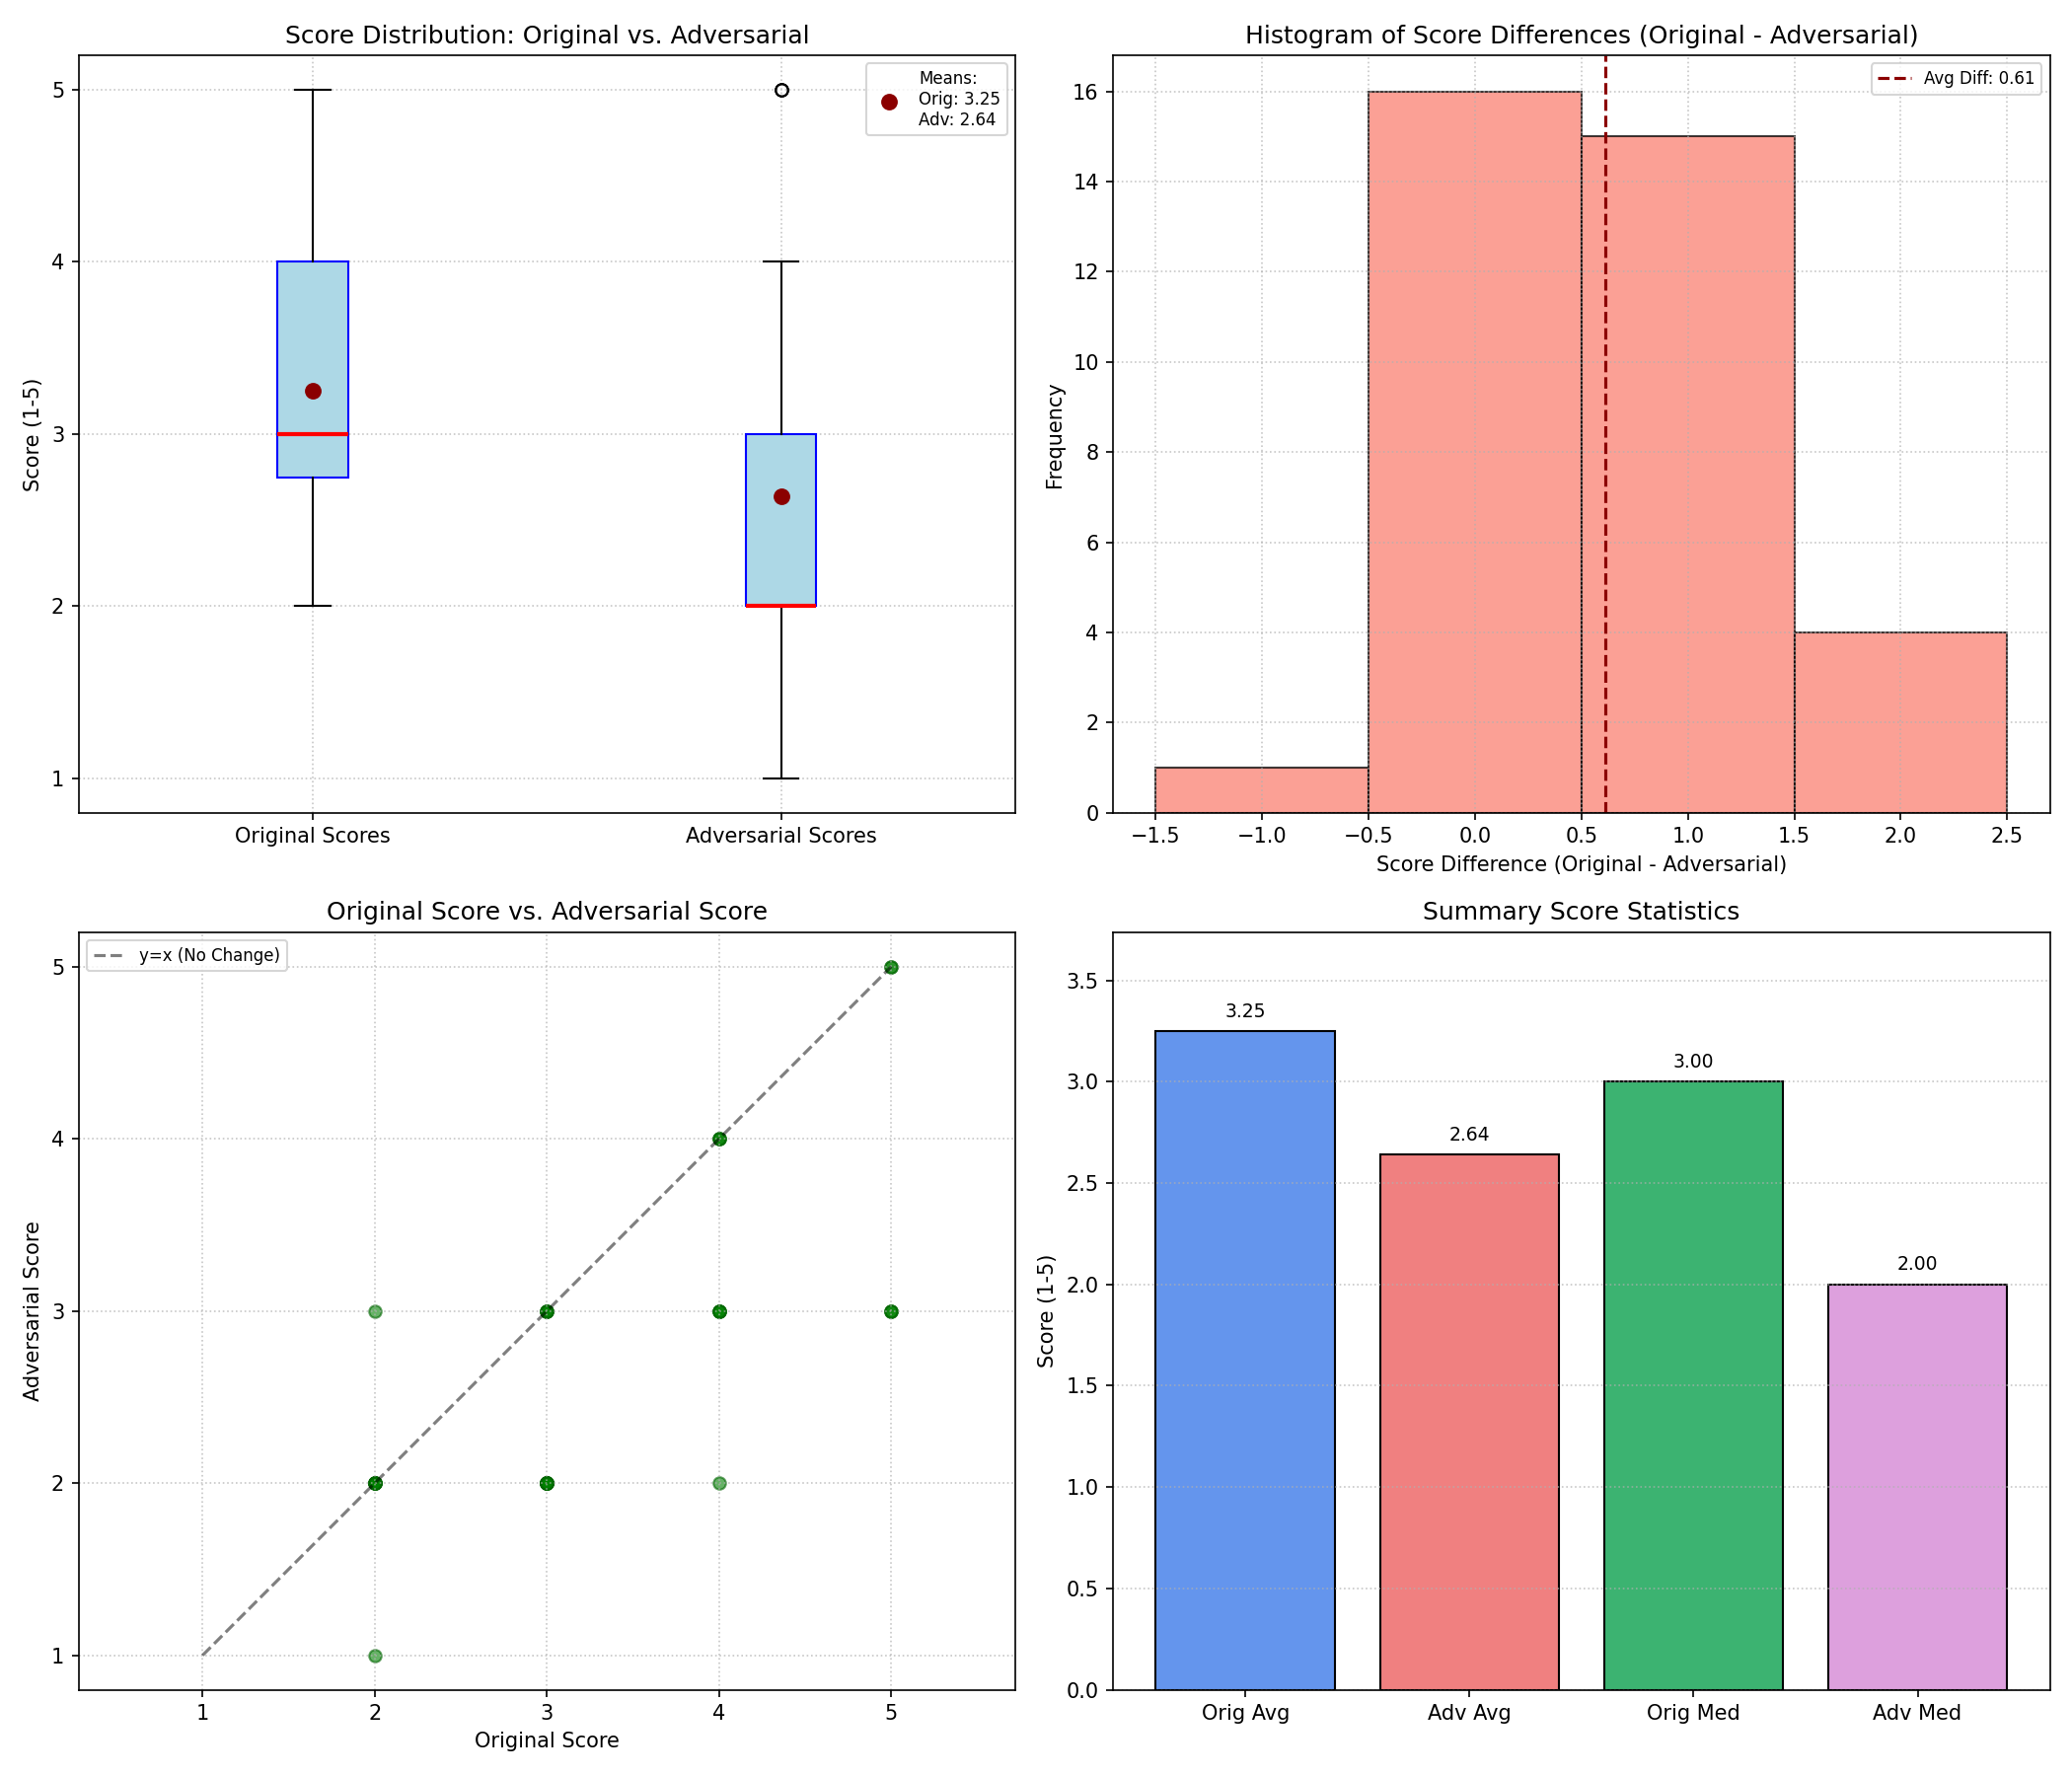 Score Distribution: Original vs. Adversarial
Score (1-5)
5
4
3
2
1
Means:
Orig: 3.25
Adv: 2.64
Original Scores
Adversarial Scores
Histogram of Score Differences (Original - Adversarial)
Frequency
16
14
12
10
8
6
4
2
0
Avg Diff: 0.61
−1.5
−1.0
−0.5
0.0
0.5
1.0
1.5
2.0
2.5
Score Difference (Original - Adversarial)
Original Score vs. Adversarial Score
Adversarial Score
5
4
3
2
1
y=x (No Change)
1
2
3
4
5
Original Score
Summary Score Statistics
Score (1-5)
3.5
3.0
2.5
2.0
1.5
1.0
0.5
0.0
3.25
2.64
3.00
2.00
Orig Avg
Adv Avg
Orig Med
Adv Med